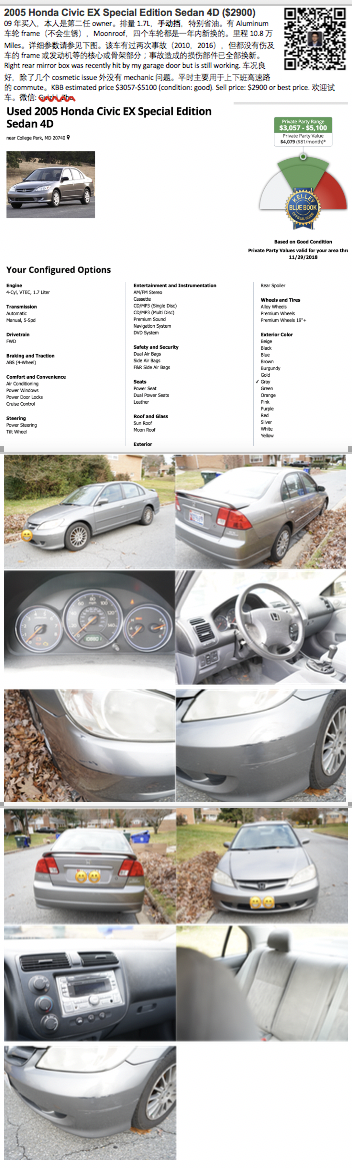 2005 Honda Civic EX Special Edition Sedan 4D ($2900)
09 年买入。本人是第二任 owner。排量 1.7L、手动挡，特别省油。有 Aluminum
车轮 frame（不会生锈）、Moonroof，四个车轮都是一年内新换的。里程 10.8 万
Miles。详细参数请参见下图。该车有过两次事故（2010、2016），但都没有伤及
车的 frame 或发动机等的核心或骨架部分，事故造成的损伤部件已全部换新。
Right rear mirror box was recently hit by my garage door but is still working. 车况良
好，除了几个 cosmetic issue 外没有 mechanic 问题。平时主要用于上下班高速路
的 commute。KBB estimated price $3057-$5100 (condition: good). Sell price: $2900 or best price. 欢迎试
车。微信:
Used 2005 Honda Civic EX Special Edition
Sedan 4D
near College Park, MD 20740
Private Party Range
$3,057 - $5,100
Private Party Value
$4,079 ($81/month)*
KELLEY
BLUE BOOK
Based on Good Condition
Private Party Values valid for your area thr
11/29/2018
Your Configured Options
Engine
4-Cyl, VTEC, 1.7 Liter
Transmission
Automatic
Manual, 5-Spd
Drivetrain
FWD
Braking and Traction
ABS (4-Wheel)
Comfort and Convenience
Air Conditioning
Power Windows
Power Door Locks
Cruise Control
Steering
Power Steering
Tilt Wheel
Entertainment and Instrumentation
AM/FM Stereo
Cassette
CD/MP3 (Single Disc)
CD/MP3 (Multi Disc)
Premium Sound
Navigation System
DVD System
Safety and Security
Dual Air Bags
Side Air Bags
F&R Side Air Bags
Seats
Power Seat
Dual Power Seats
Leather
Roof and Glass
Sun Roof
Moon Roof
Exterior
Rear Spoiler
Wheels and Tires
Alloy Wheels
Premium Wheels
Premium Wheels 19"+
Exterior Color
Beige
Black
Blue
Brown
Burgundy
Gold
✓ Gray
Green
Orange
Pink
Purple
Red
Silver
White
Yellow